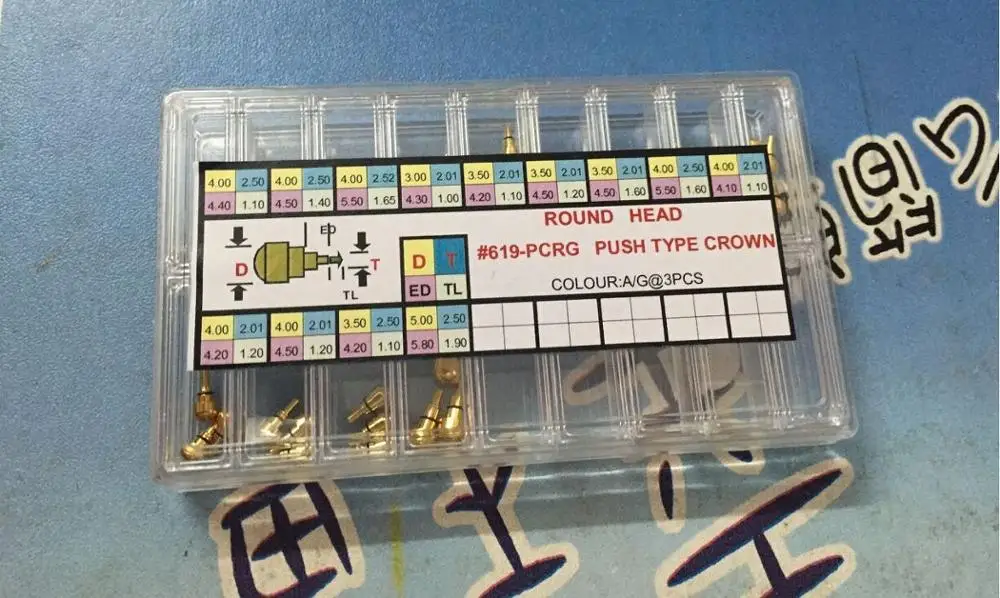 4.00 2.50 4.00 2.50 4.00 2.52 3.00 2.01 3.50 2.01 3.50 2.01 3.50 2.01 4.00 2.50 4.00 2.01
4.40 1.10 4.50 1.40 5.50 1.65 4.30 1.00 4.20 1.10 4.50 1.20 4.50 1.60 5.50 1.60 4.10 1.10
ROUND HEAD
#619-PCRG PUSH TYPE CROWN
COLOUR:A/G@3PCS
ED
D T
TL
D T
ED TL
4.00 2.01 4.00 2.01 3.50 2.50 5.00 2.50
4.20 1.20 4.50 1.20 4.20 1.10 5.80 1.90